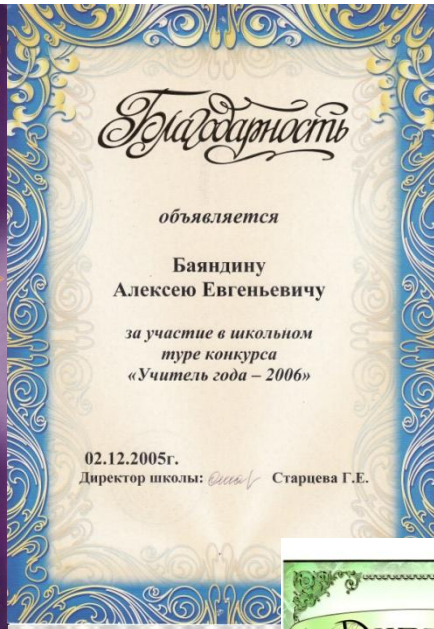 Благодарность
объявляется
Баяндину
Алексею Евгеньевичу
за участие в школьном
туре конкурса
«Учитель года – 2006»
02.12.2005г.
Директор школы: Старцева Г.Е.